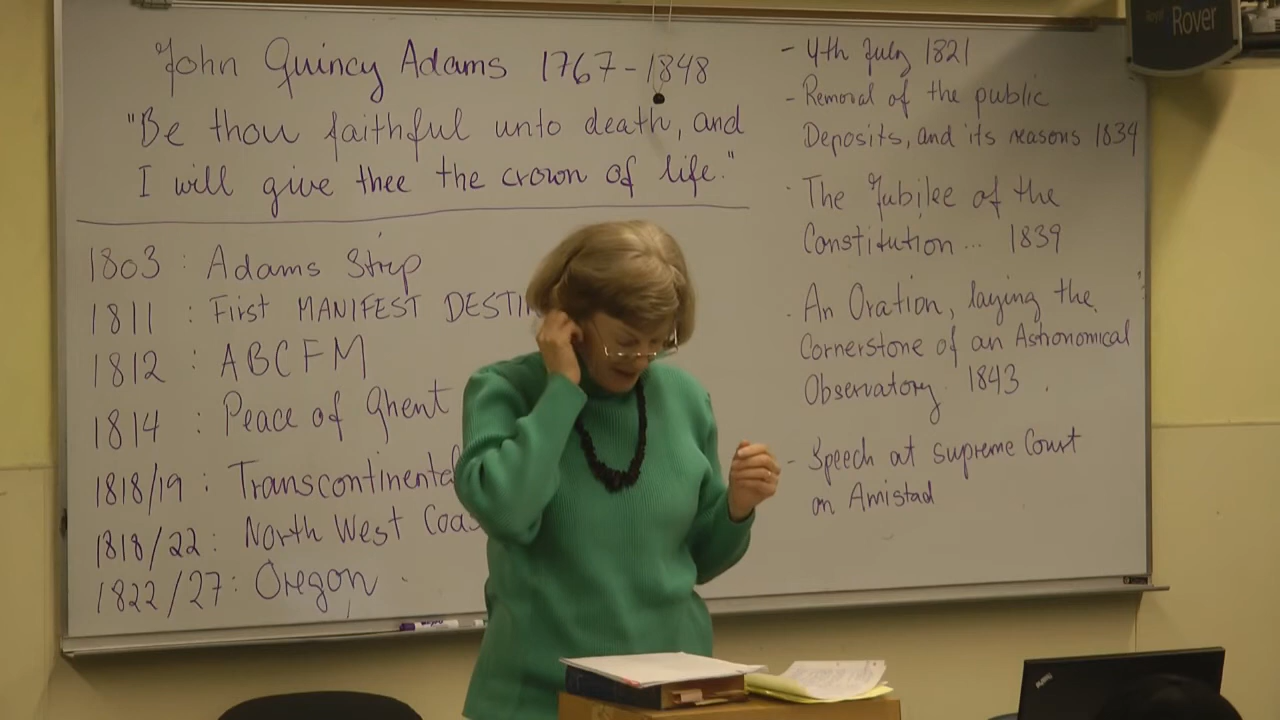 John Quincy Adams 1767-1848
"Be thou faithful unto death, and
I will give thee the crown of life."
1803 : Adams Strip
1811 : First MANIFEST DESTIN
1812 : ABCFM
1814 : Peace of Ghent
1818/19 : Transcontinental
1818/22 : North West Coas
1822/27 : Oregon
- 4th July 1821
- Removal of the public
Deposits, and its reasons 1834
· The Jubilee of the
Constitution ... 1839
· An Oration, laying the
Cornerstone of an Astronomical
Observatory. 1843 .
- Speech at supreme Court
on Amistad
Rover